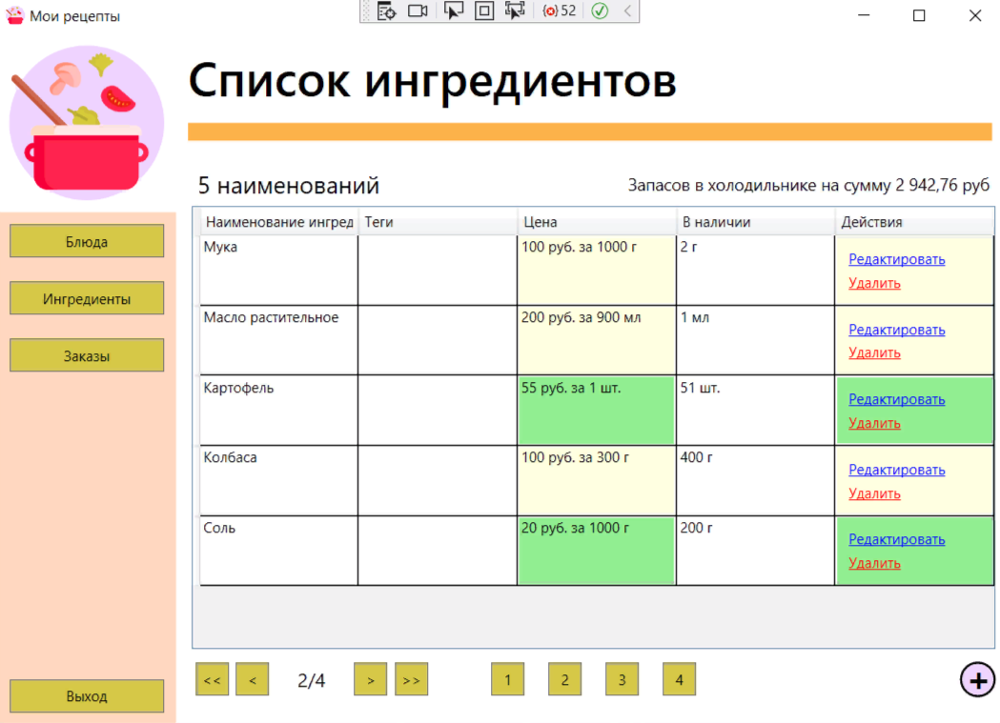 Мои рецепты
52
Список ингредиентов
5 наименований
Запасов в холодильнике на сумму 2 942,76 руб
Блюда
Ингредиенты
Заказы
Выход
Наименование ингред Теги Цена В наличии Действия
Мука 100 руб. за 1000 г 2 г Редактировать
Удалить
Масло растительное 200 руб. за 900 мл 1 мл Редактировать
Удалить
Картофель 55 руб. за 1 шт. 51 шт. Редактировать
Удалить
Колбаса 100 руб. за 300 г 400 г Редактировать
Удалить
Соль 20 руб. за 1000 г 200 г Редактировать
Удалить
<< < 2/4 > >> 1 2 3 4 +